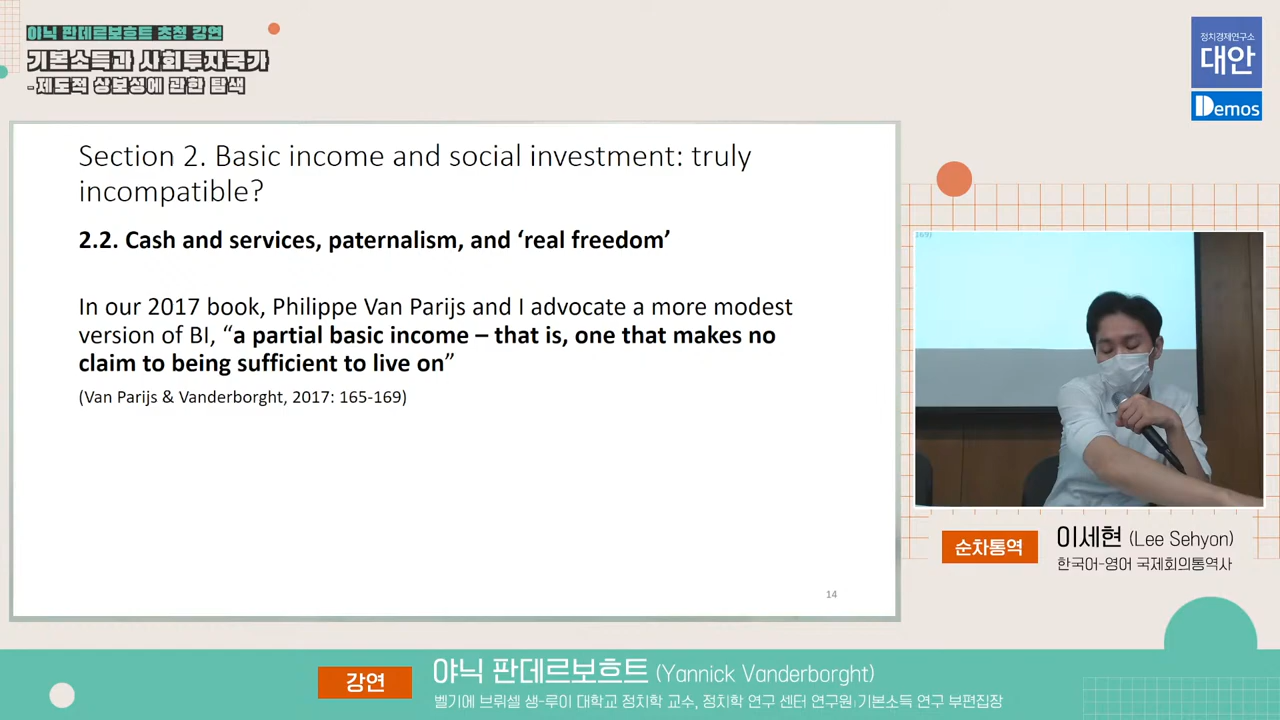 야닉 판데르보흐트 초청 강연
기본소득과 사회투자국가
-제도적 상보성에 관한 탐색
정치경제연구소
대안
Demos
Section 2. Basic income and social investment: truly
incompatible?
2.2. Cash and services, paternalism, and ‘real freedom’
In our 2017 book, Philippe Van Parijs and I advocate a more modest
version of BI, “a partial basic income – that is, one that makes no
claim to being sufficient to live on”
(Van Parijs & Vanderborght, 2017: 165-169)
14
169)
순차통역
이세현 (Lee Sehyon)
한국어-영어 국제회의통역사
강연
야닉 판데르보흐트 (Yannick Vanderborght)
벨기에 브뤼셀 생-루이 대학교 정치학 교수, 정치학 연구 센터 연구원, 기본소득 연구 부편집장